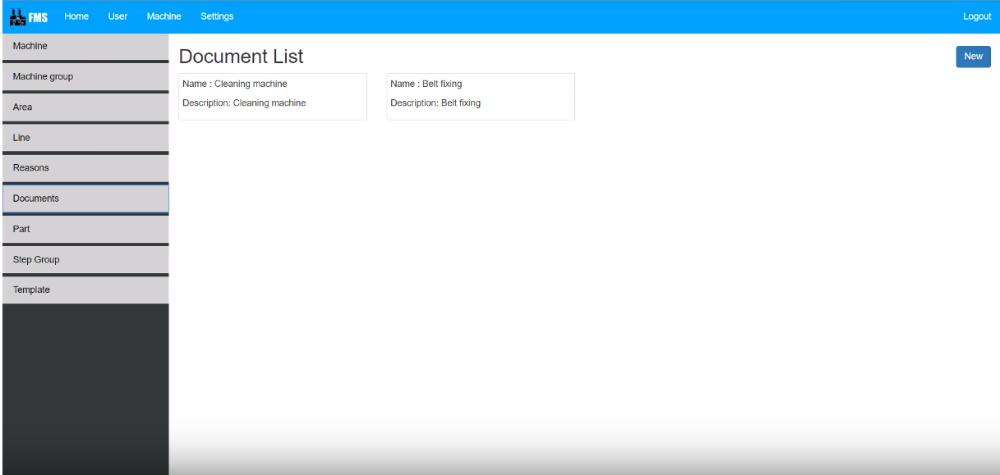 FMS Home User Machine Settings Logout
Machine
Machine group
Area
Line
Reasons
Documents
Part
Step Group
Template
Document List
New
Name : Cleaning machine
Description: Cleaning machine
Name : Belt fixing
Description: Belt fixing